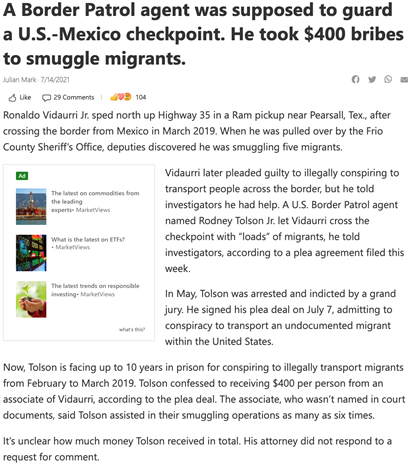 A Border Patrol agent was supposed to guard
a U.S.-Mexico checkpoint. He took $400 bribes
to smuggle migrants.
Julian Mark · 7/14/2021
Like 29 Comments 104
Ronaldo Vidaurri Jr. sped north up Highway 35 in a Ram pickup near Pearsall, Tex., after
crossing the border from Mexico in March 2019. When he was pulled over by the Frio
County Sheriff's Office, deputies discovered he was smuggling five migrants.
Ad
The latest on commodities from
the leading
experts• MarketViews
What is the latest on ETFs?
• MarketViews
The latest trends on responsible
investing• MarketViews
what's this?
Vidaurri later pleaded guilty to illegally conspiring to
transport people across the border, but he told
investigators he had help. A U.S. Border Patrol agent
named Rodney Tolson Jr. let Vidaurri cross the
checkpoint with “loads” of migrants, he told
investigators, according to a plea agreement filed this
week.
In May, Tolson was arrested and indicted by a grand
jury. He signed his plea deal on July 7, admitting to
conspiracy to transport an undocumented migrant
within the United States.
Now, Tolson is facing up to 10 years in prison for conspiring to illegally transport migrants
from February to March 2019. Tolson confessed to receiving $400 per person from an
associate of Vidaurri, according to the plea deal. The associate, who wasn't named in court
documents, said Tolson assisted in their smuggling operations as many as six times.
It's unclear how much money Tolson received in total. His attorney did not respond to a
request for comment.